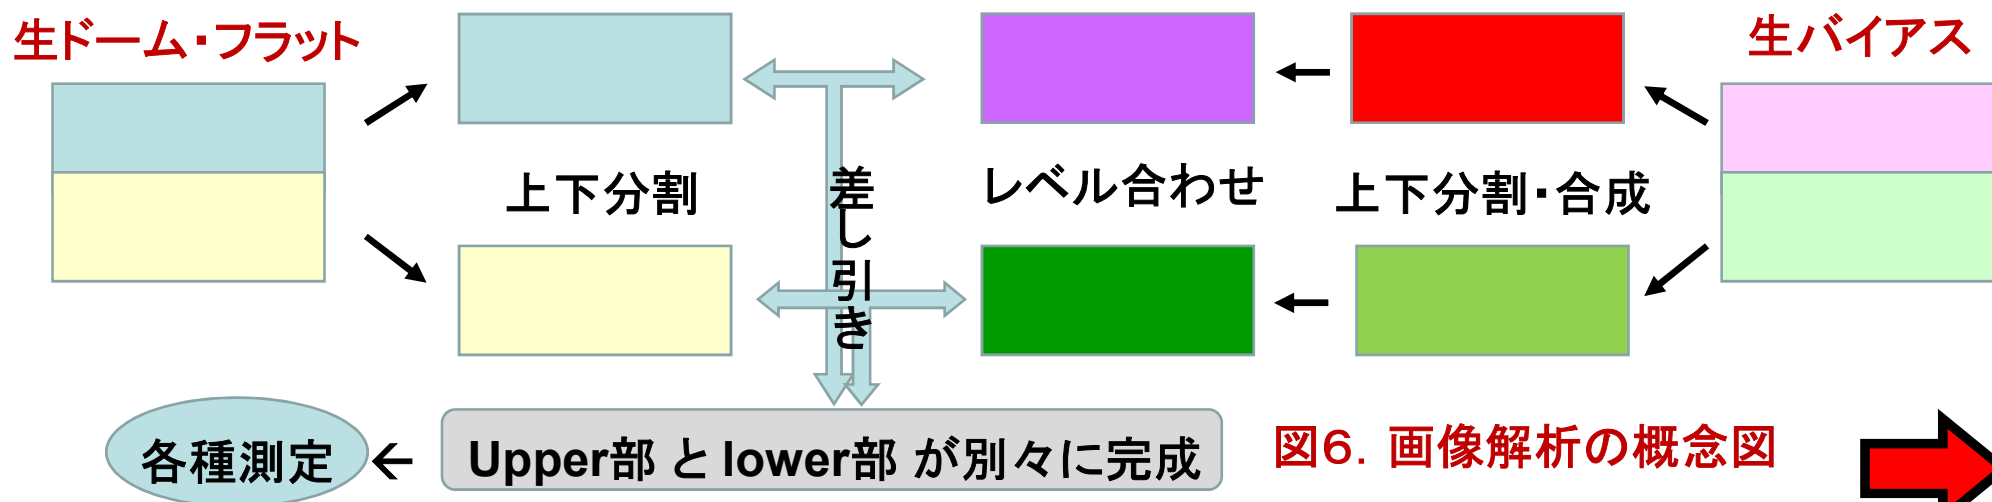 生ドーム・フラット
生バイアス
上下分割
差し引き
レベル合わせ
上下分割・合成
各種測定
←
Upper部 と lower部 が別々に完成
図6. 画像解析の概念図